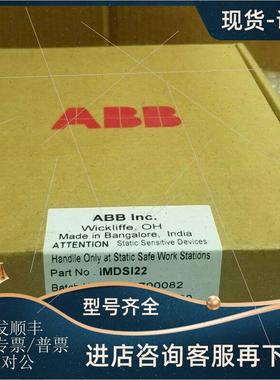 现货-
ABB
ABB Inc.
Wickliffe, OH
Made in Bangalore, India
ATTENTION Static Sensitive Devices
Handle Only at Static Safe Work Stations
Part No : IMDSI22
Batch
700082
型号齐全
发顺丰
专票/普票
对公
进店咨询客服再下